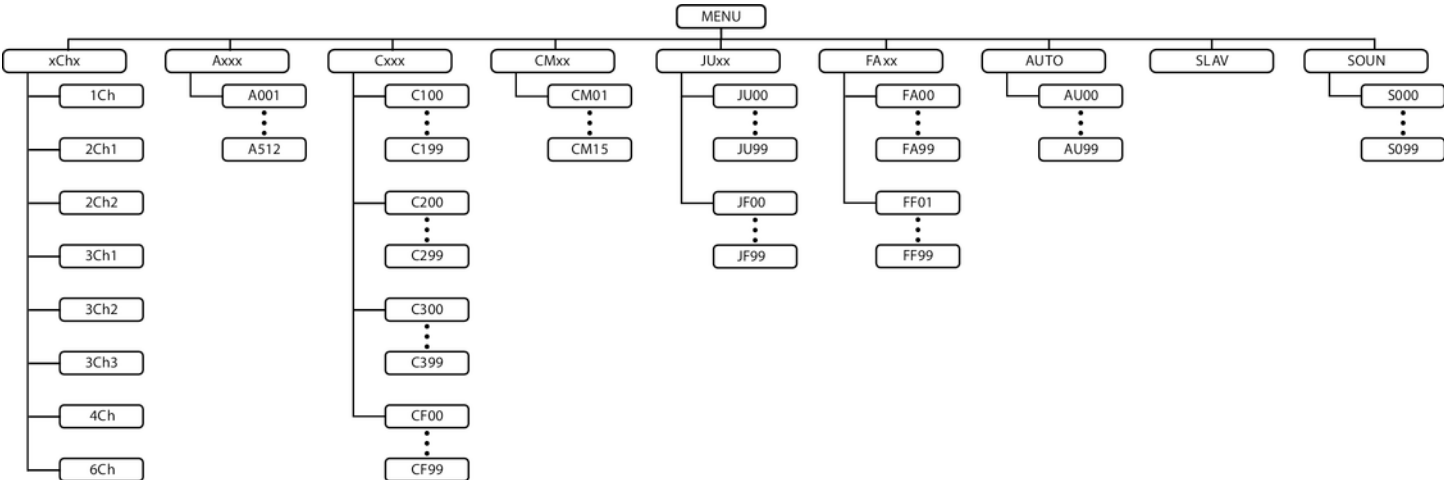 MENU
xChx
Axxx
Cxxx
CMxx
JUxx
FAxx
AUTO
SLAV
SOUN
1Ch
A001
C100
CM01
JU00
FA00
AU00
S000
2Ch1
A512
C199
CM15
JU99
FA99
AU99
S099
2Ch2
C200
JF00
FF01
3Ch1
C299
JF99
FF99
3Ch2
C300
3Ch3
C399
4Ch
CF00
6Ch
CF99